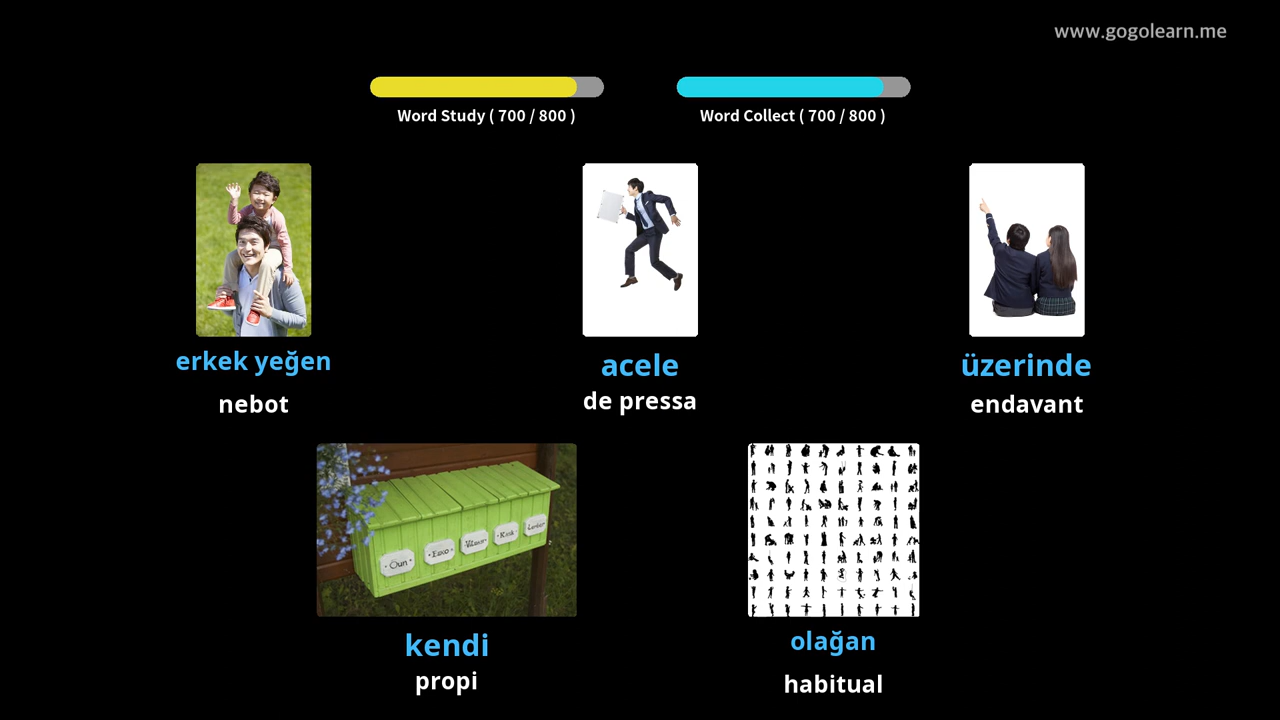 www.gogolearn.me
Word Study ( 700 / 800 )
Word Collect ( 700 / 800 )
erkek yeğen
nebot
acele
de pressa
üzerinde
endavant
kendi
propi
olağan
habitual